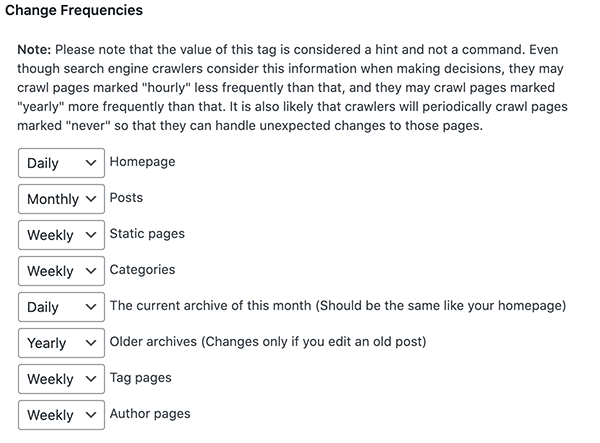 Change Frequencies
Note: Please note that the value of this tag is considered a hint and not a command. Even
though search engine crawlers consider this information when making decisions, they may
crawl pages marked "hourly" less frequently than that, and they may crawl pages marked
"yearly" more frequently than that. It is also likely that crawlers will periodically crawl pages
marked "never" so that they can handle unexpected changes to those pages.
Daily Homepage
Monthly Posts
Weekly Static pages
Weekly Categories
Daily The current archive of this month (Should be the same like your homepage)
Yearly Older archives (Changes only if you edit an old post)
Weekly Tag pages
Weekly Author pages